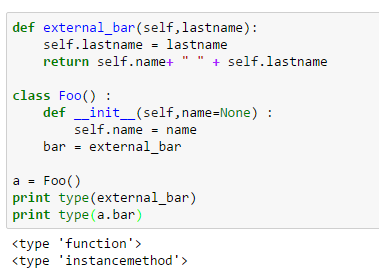 def external_bar(self,lastname):
    self.lastname = lastname
    return self.name+ " " + self.lastname
class Foo() :
    def __init__(self,name=None) :
        self.name = name
    bar = external_bar
a = Foo()
print type(external_bar)
print type(a.bar)
<type 'function'>
<type 'instancemethod'>